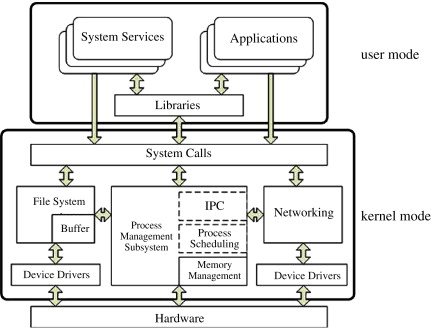 System Services
Applications
user mode
Libraries
System Calls
File System
Buffer
Process
Management
Subsystem
IPC
Process
Scheduling
Memory
Management
Networking
kernel mode
Device Drivers
Device Drivers
Hardware